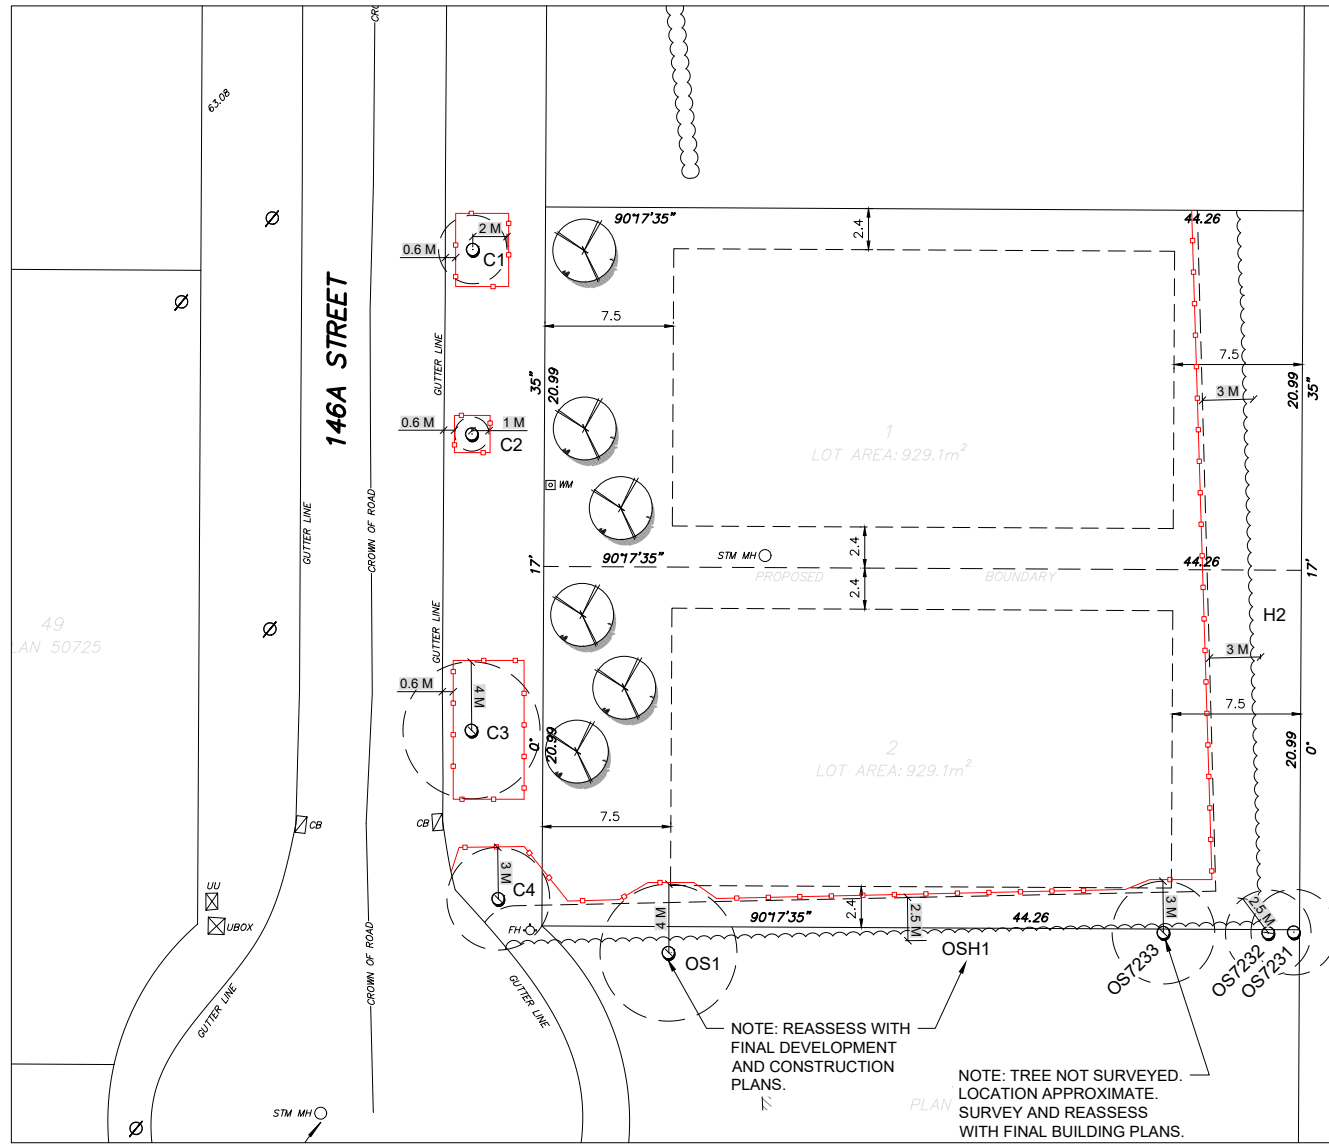 CRO
63.08
90°17'35"
2.4
44.26
2 M
0.6 M
C1
7.5
146A STREET
GUTTER LINE
7.5
35"
20.99
20.99
35"
3 M
0.6 M
1 M
C2
1
LOT AREA: 929.1m²
WM
GUTTER LINE
CROWN OF ROAD
2.4
90°17'35"
STM MH
44.26
17'
17'
PROPOSED
BOUNDARY
2.4
49
LAN 50725
GUTTER LINE
H2
3 M
0.6 M
4 M
C3
7.5
0°
20.99
20.99
0°
2
LOT AREA: 929.1m²
CB
CB
7.5
UU
UBOX
3 M
C4
FH
4 M
90°17'35"
2.4
2.5 M
44.26
3 M
2.5 M
OS1
OSH1
OS7233
OS7232
OS7231
CROWN OF ROAD
GUTTER LINE
GUTTER LINE
NOTE: REASSESS WITH
FINAL DEVELOPMENT
AND CONSTRUCTION
PLANS.
NOTE: TREE NOT SURVEYED.
LOCATION APPROXIMATE.
SURVEY AND REASSESS
WITH FINAL BUILDING PLANS.
PLAN
STM MH